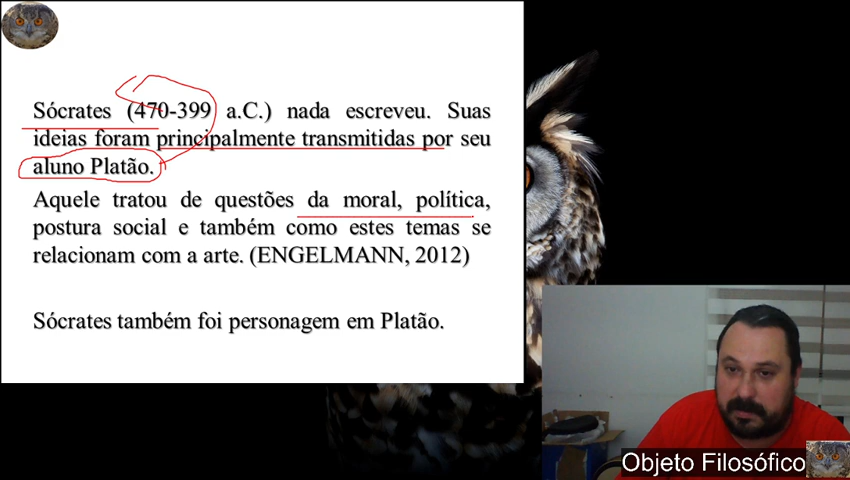 Sócrates (470-399 a.C.) nada escreveu. Suas
ideias foram principalmente transmitidas por seu
aluno Platão.
Aquele tratou de questões da moral, política,
postura social e também como estes temas se
relacionam com a arte. (ENGELMANN, 2012)
Sócrates também foi personagem em Platão.
Objeto Filosófico